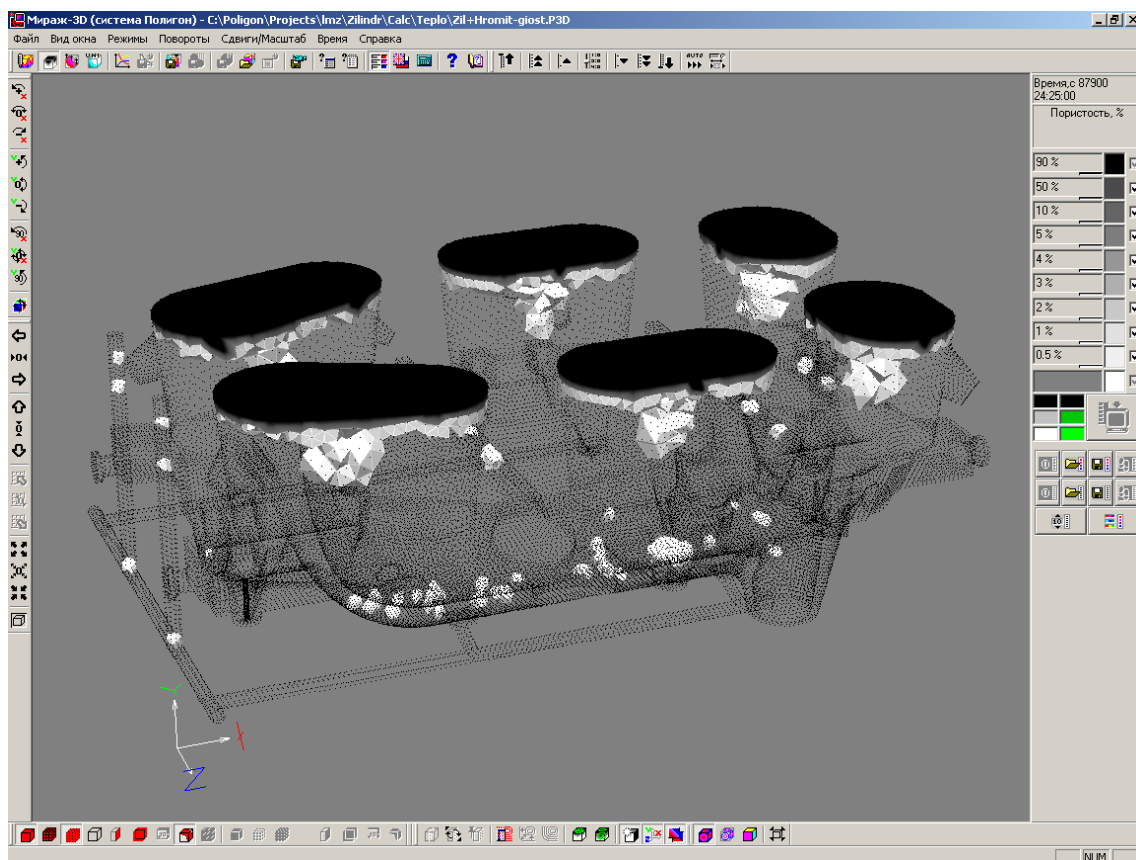 Мираж-3D (система Полигон) - C:\Poligon\Projects\lmz\Zilindr\Calc\Teplo\Zil+Hromit-giost.P3D
Файл Вид окна Режимы Повороты Сдвиги/Масштаб Время Справка
Время,с 87900
24:25:00
Пористость, %
90 %
50 %
10 %
5 %
4 %
3 %
2 %
1 %
0.5 %
Y
X
Z
NUM